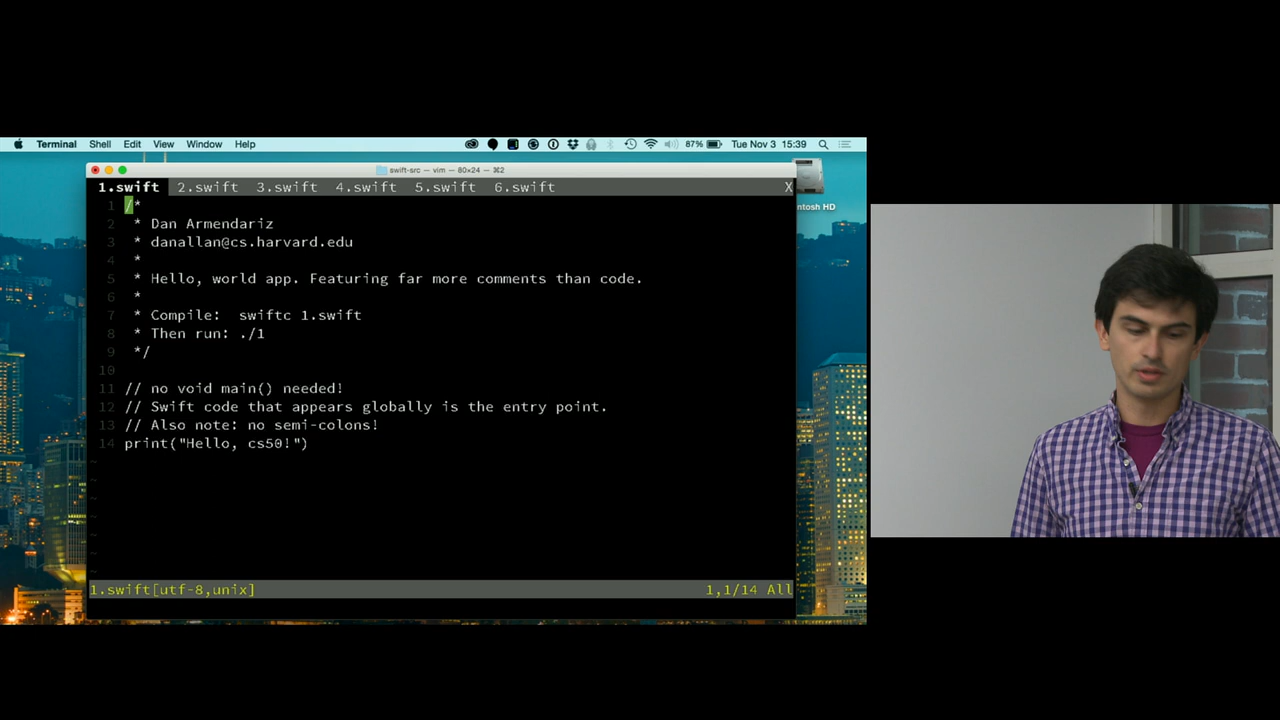 Terminal Shell Edit View Window Help 87% Tue Nov 3 15:39
swift-src — vim — 80×24 — ⌘2
1.swift 2.swift 3.swift 4.swift 5.swift 6.swift X
ntosh HD
1 /*
2 * Dan Armendariz
3 * danallan@cs.harvard.edu
4 *
5 * Hello, world app. Featuring far more comments than code.
6 *
7 * Compile:  swiftc 1.swift
8 * Then run: ./1
9 */
10
11 // no void main() needed!
12 // Swift code that appears globally is the entry point.
13 // Also note: no semi-colons!
14 print("Hello, cs50!")
~
~
~
~
~
~
1.swift[utf-8,unix] 1,1/14 All